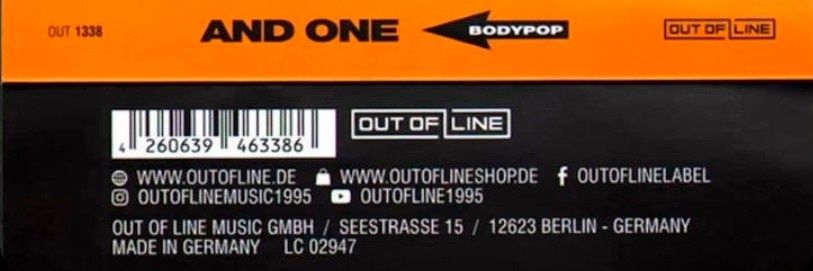 OUT 1338 AND ONE BODYPOP OUT OF LINE
4 260639 463386 OUT OF LINE
WWW.OUTOFLINE.DE WWW.OUTOFLINESHOP.DE f OUTOFLINELABEL
OUTOFLINEMUSIC1995 OUTOFLINE1995
OUT OF LINE MUSIC GMBH / SEESTRASSE 15 / 12623 BERLIN - GERMANY
MADE IN GERMANY LC 02947